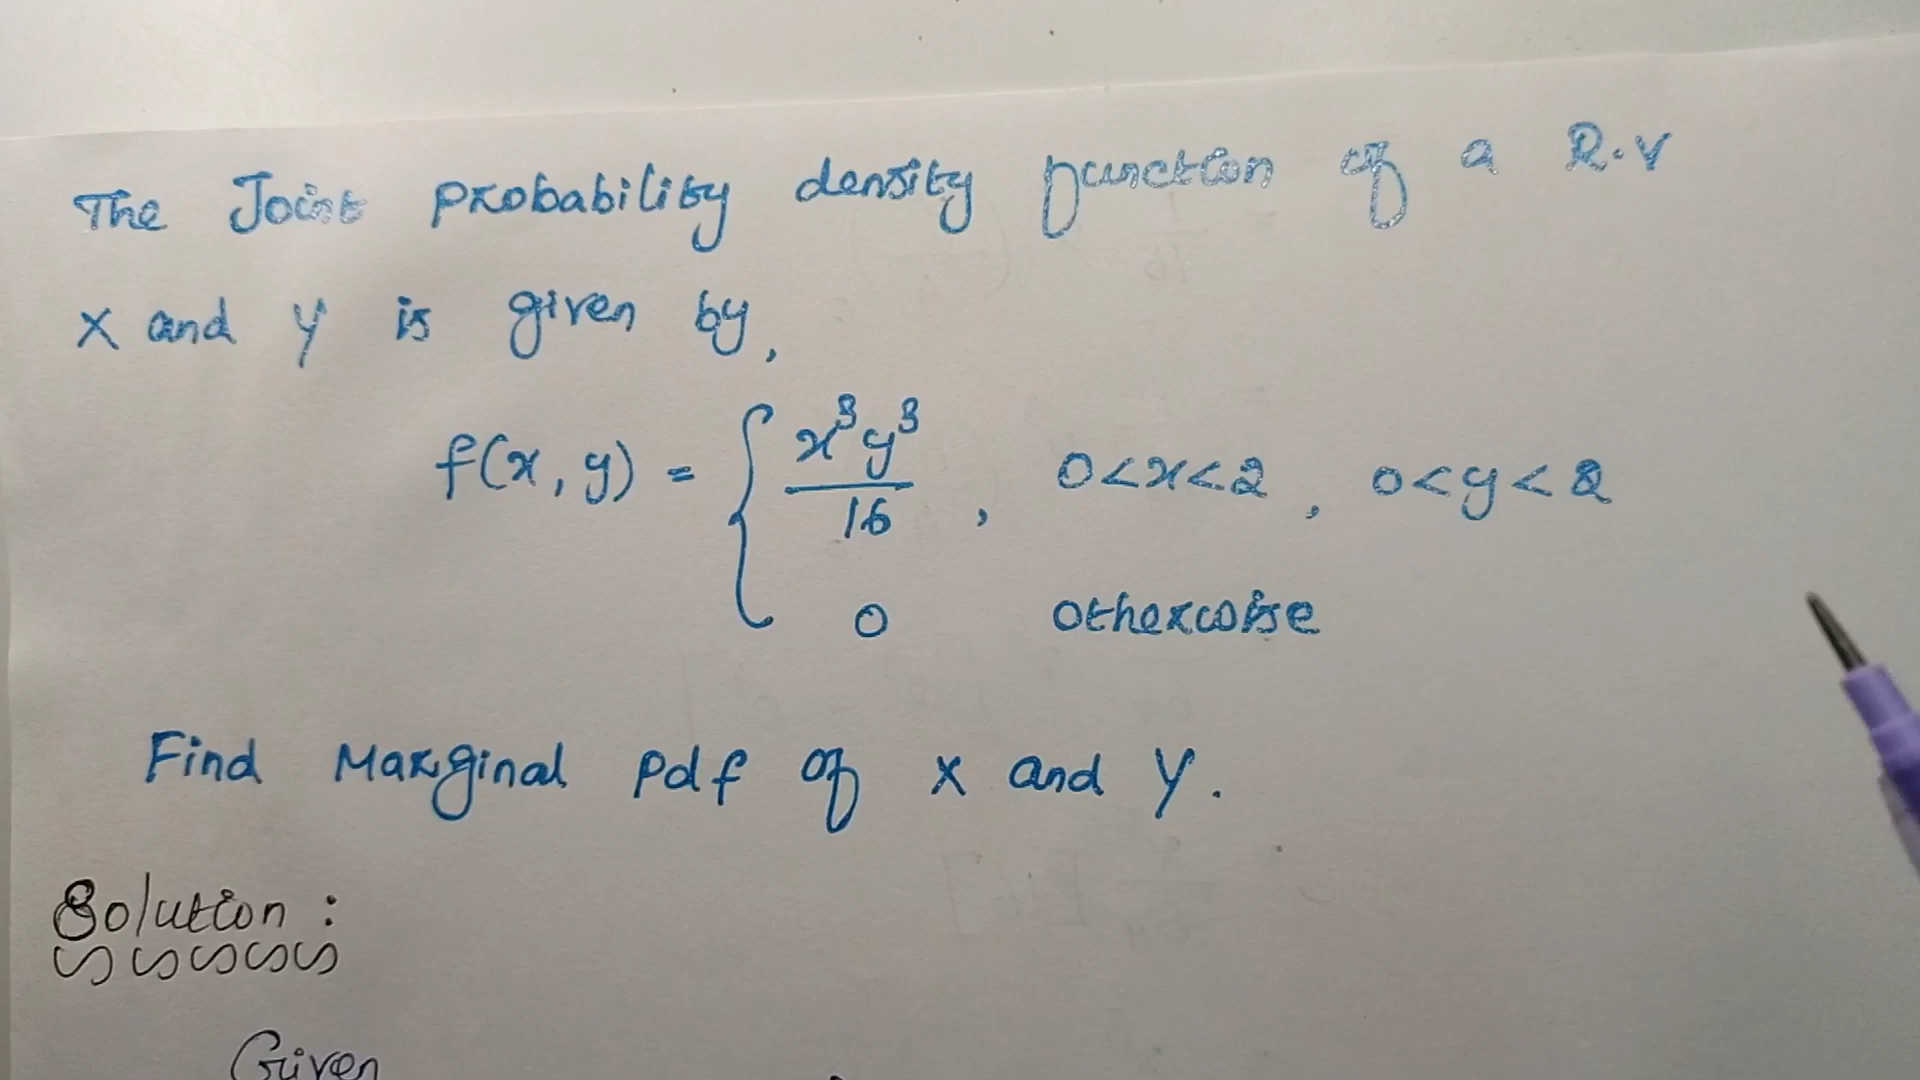 The Joint probability density function of a R.V
X and Y is given by,
f(x, y) = { x³y³/16 , 0<x<2 , 0<y<2
0 otherwise
Find Marginal pdf of X and Y.
Solution :
Given